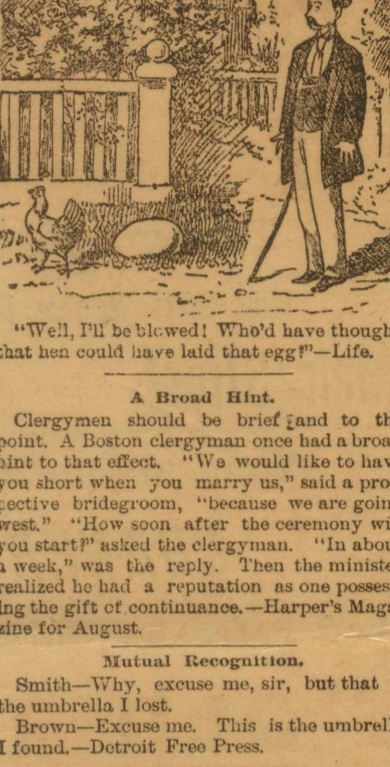 "Well, I'll be blowed! Who'd have though
that hen could have laid that egg?"—Life.
A Broad Hint.
Clergymen should be brief and to th
point. A Boston clergyman once had a broa
hint to that effect. "We would like to hav
you short when you marry us," said a pro
pective bridegroom, "because we are goin
west." "How soon after the ceremony wi
you start?" asked the clergyman. "In abou
a week," was the reply. Then the ministe
realized he had a reputation as one posses
ing the gift of continuance.—Harper's Maga
zine for August.
Mutual Recognition.
Smith—Why, excuse me, sir, but that
the umbrella I lost.
Brown—Excuse me. This is the umbrell
I found.—Detroit Free Press.